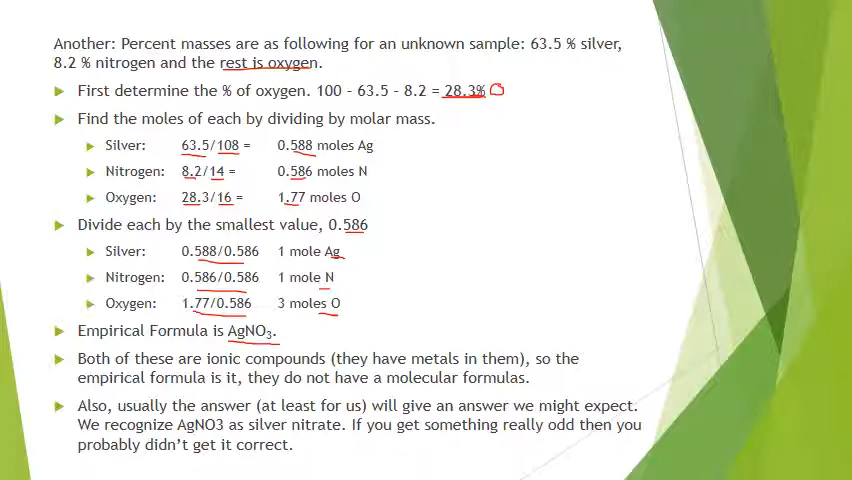 Another: Percent masses are as following for an unknown sample: 63.5 % silver,
8.2 % nitrogen and the rest is oxygen.
First determine the % of oxygen. 100 – 63.5 – 8.2 = 28.3% O
Find the moles of each by dividing by molar mass.
Silver: 63.5/108 = 0.588 moles Ag
Nitrogen: 8.2/14 = 0.586 moles N
Oxygen: 28.3/16 = 1.77 moles O
Divide each by the smallest value, 0.586
Silver: 0.588/0.586 1 mole Ag
Nitrogen: 0.586/0.586 1 mole N
Oxygen: 1.77/0.586 3 moles O
Empirical Formula is AgNO₃.
Both of these are ionic compounds (they have metals in them), so the
empirical formula is it, they do not have a molecular formulas.
Also, usually the answer (at least for us) will give an answer we might expect.
We recognize AgNO3 as silver nitrate. If you get something really odd then you
probably didn't get it correct.